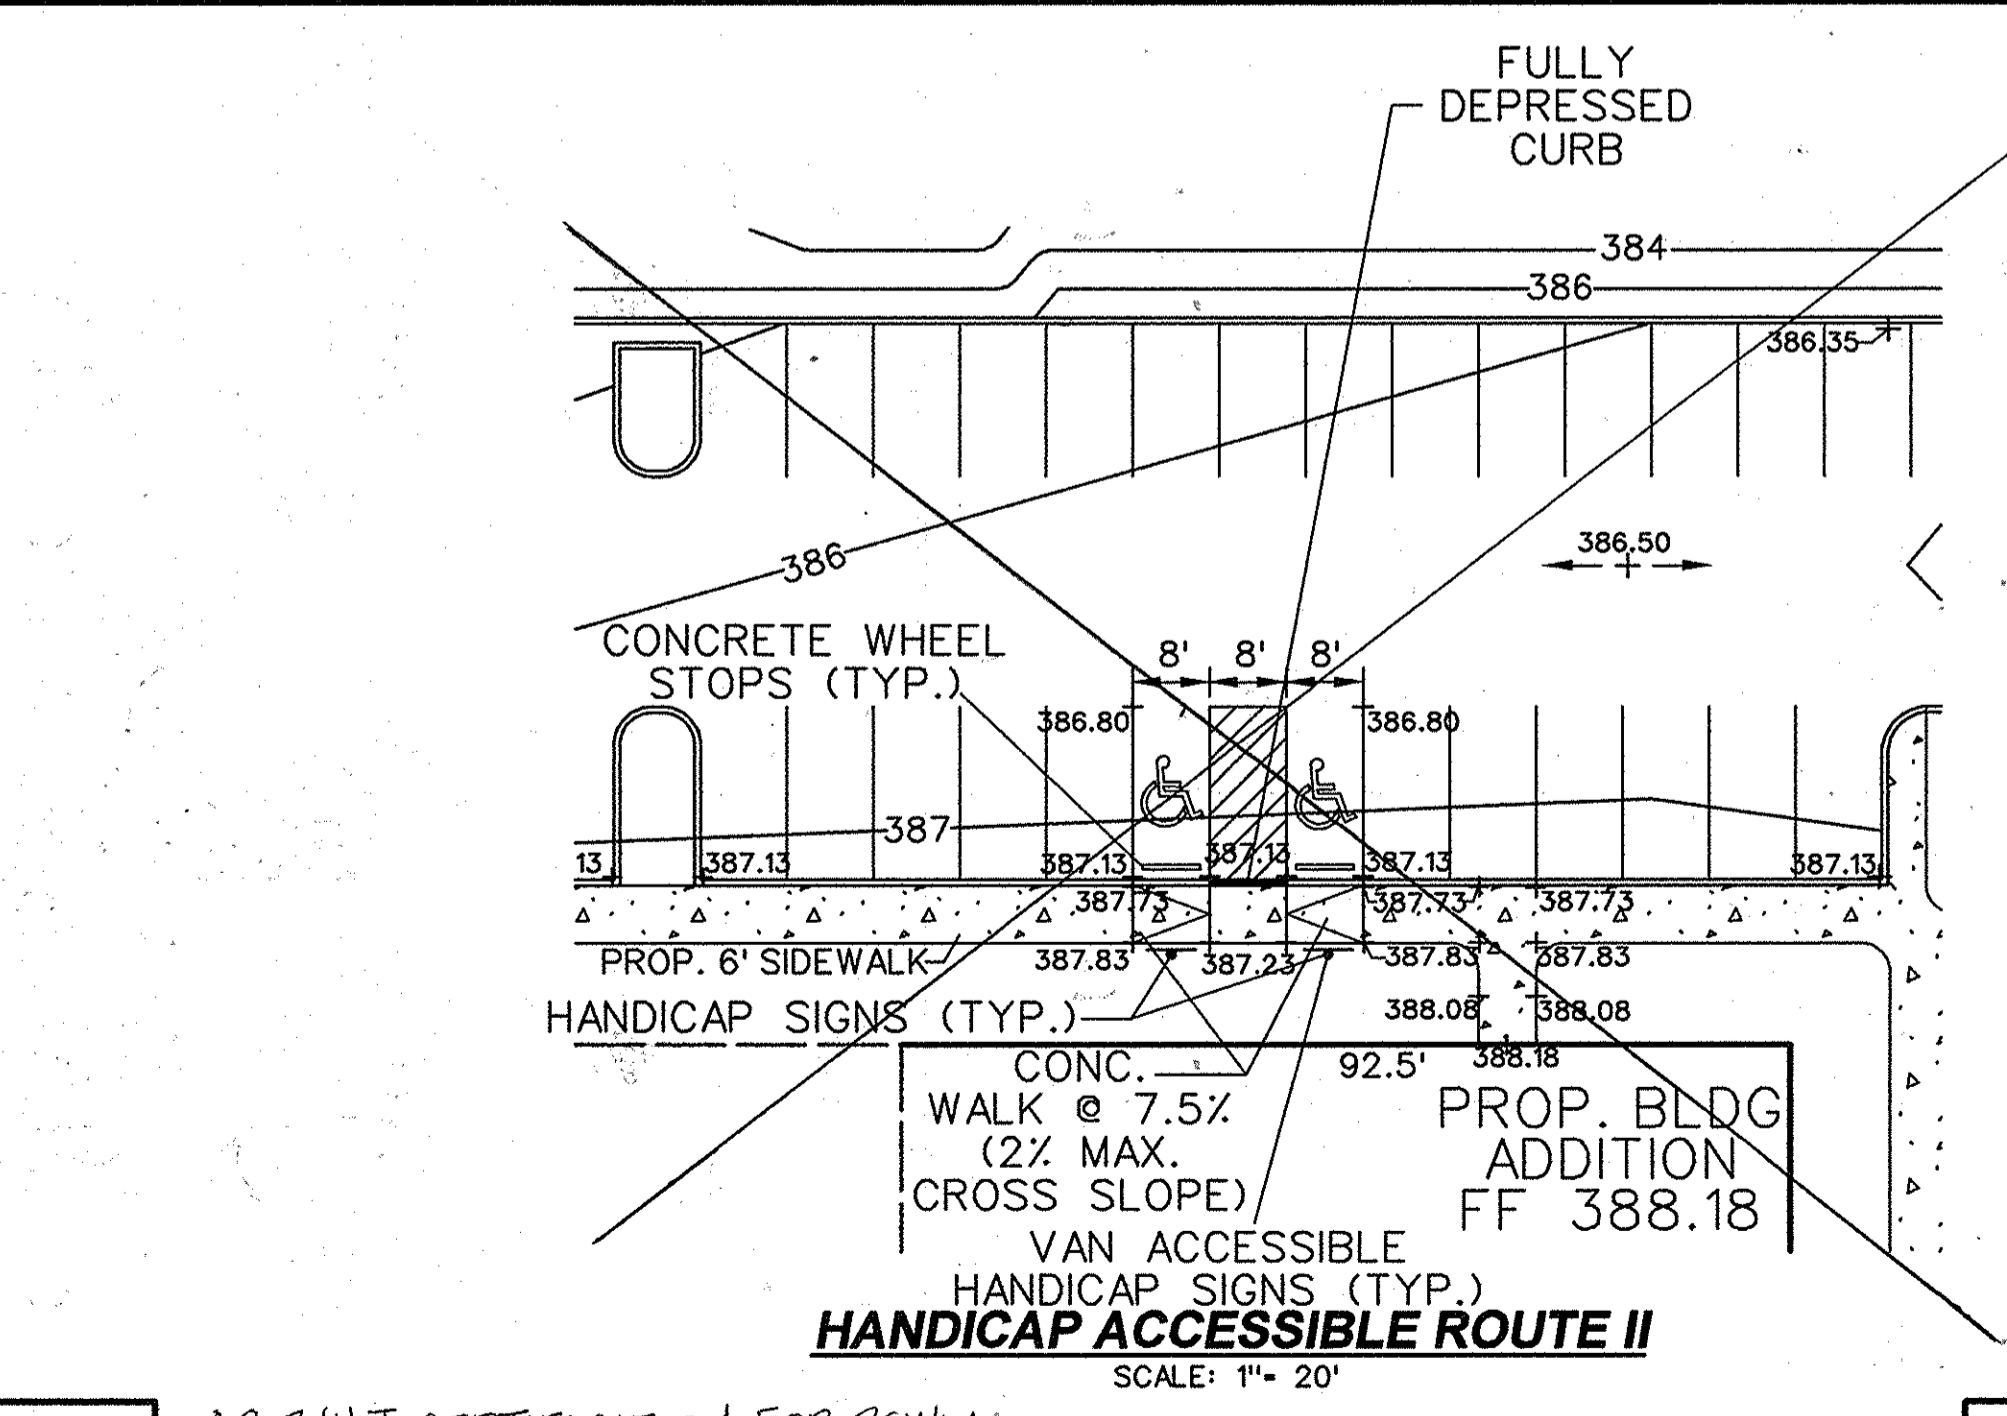 FULLY
DEPRESSED
CURB
384
386
386.35
386.50
386
CONCRETE WHEEL
STOPS (TYP.)
8' 8' 8'
386.80 386.80
387
13 387.13 387.13 387.13 387.13 387.13
387.73 387.73 387.73
PROP. 6' SIDEWALK 387.83 387.23 387.83 387.83
HANDICAP SIGNS (TYP.) 388.08 388.08
388.18
CONC.
WALK @ 7.5%
(2% MAX.
CROSS SLOPE)
92.5'
PROP. BLDG
ADDITION
FF 388.18
VAN ACCESSIBLE
HANDICAP SIGNS (TYP.)
HANDICAP ACCESSIBLE ROUTE II
SCALE: 1"= 20'